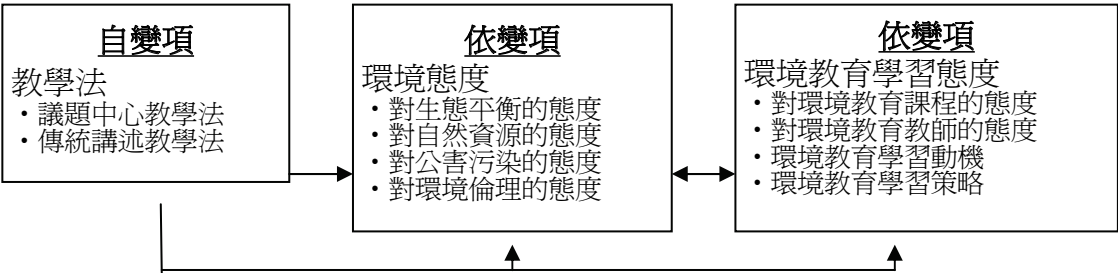 自變項
教學法
・議題中心教學法
・傳統講述教學法
依變項
環境態度
・對生態平衡的態度
・對自然資源的態度
・對公害污染的態度
・對環境倫理的態度
依變項
環境教育學習態度
・對環境教育課程的態度
・對環境教育教師的態度
・環境教育學習動機
・環境教育學習策略